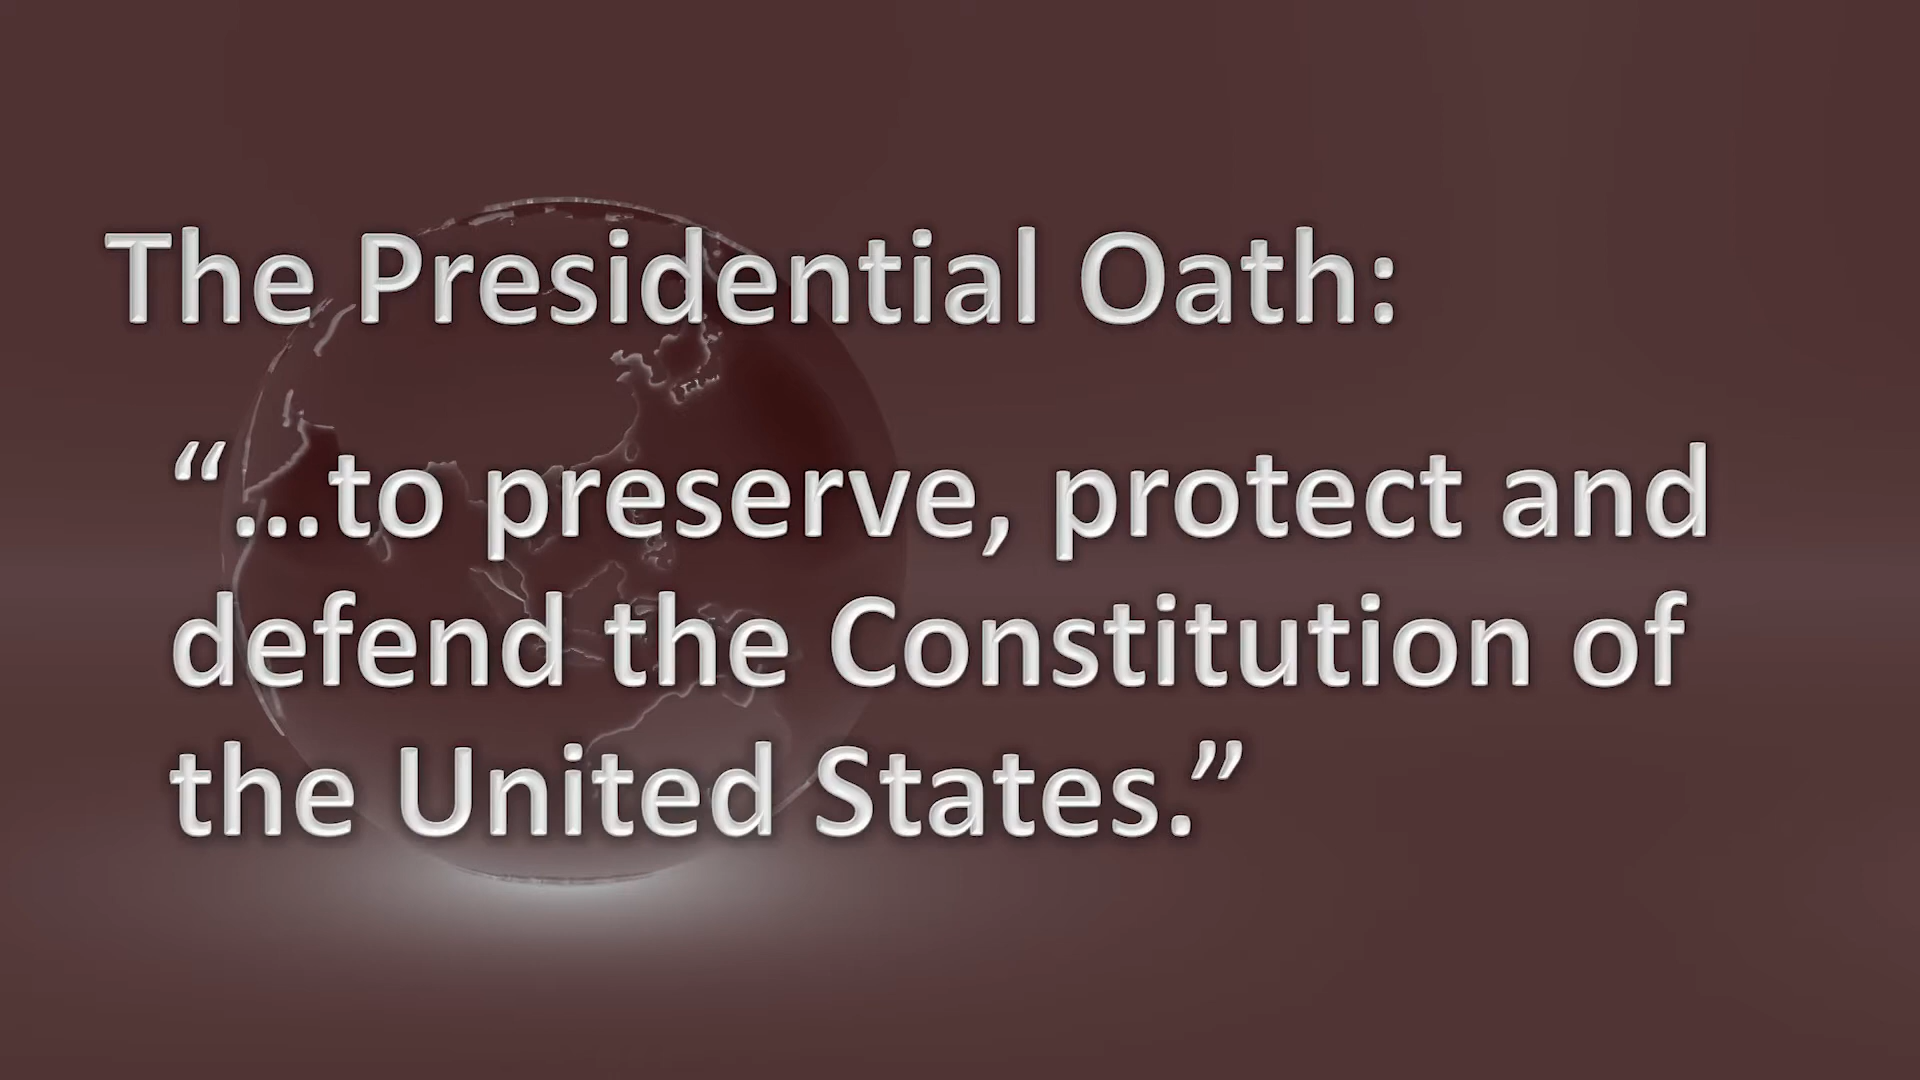 The Presidential Oath:
“...to preserve, protect and
defend the Constitution of
the United States.”